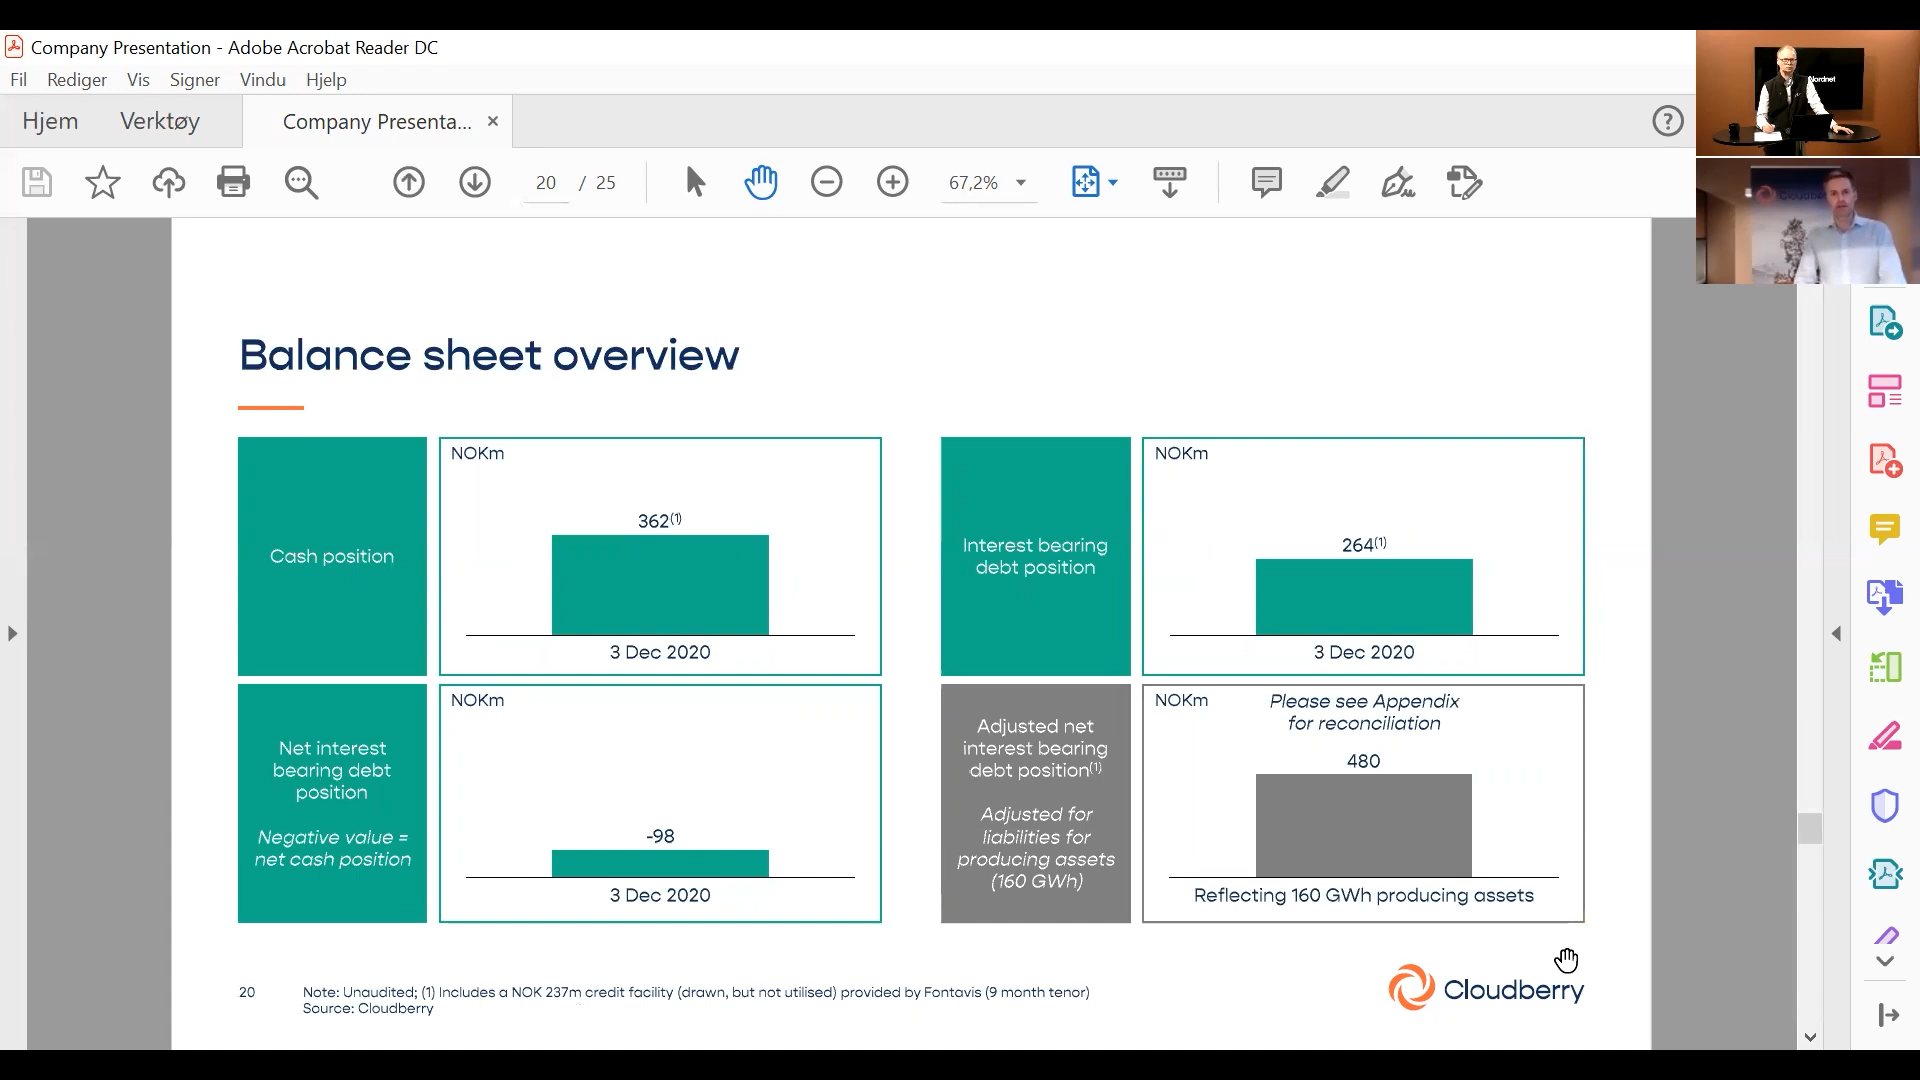 Company Presentation - Adobe Acrobat Reader DC
Fil Rediger Vis Signer Vindu Hjelp
Hjem Verktøy Company Presenta... ×
?
20 / 25 67,2%
Nordnet
Balance sheet overview
Cash position
NOKm
362(1)
3 Dec 2020
Interest bearing
debt position
NOKm
264(1)
3 Dec 2020
Net interest
bearing debt
position
Negative value =
net cash position
NOKm
-98
3 Dec 2020
Adjusted net
interest bearing
debt position(1)
Adjusted for
liabilities for
producing assets
(160 GWh)
NOKm
Please see Appendix
for reconciliation
480
Reflecting 160 GWh producing assets
20
Note: Unaudited; (1) Includes a NOK 237m credit facility (drawn, but not utilised) provided by Fontavis (9 month tenor)
Source: Cloudberry
Cloudberry